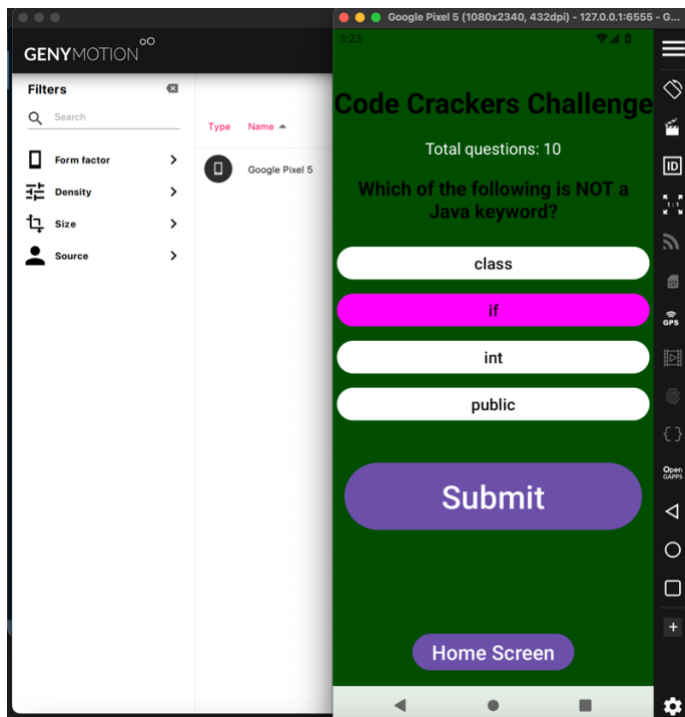 Google Pixel 5 (1080x2340, 432dpi) - 127.0.0.1:6555 - G...
GENYMOTION
Filters
Search
Type Name
Form factor
Google Pixel 5
Density
Size
Source
3:23
Code Crackers Challenge
Total questions: 10
Which of the following is NOT a
Java keyword?
class
if
int
public
Submit
Home Screen
ID
1:1
GPS
Open
GAPPS